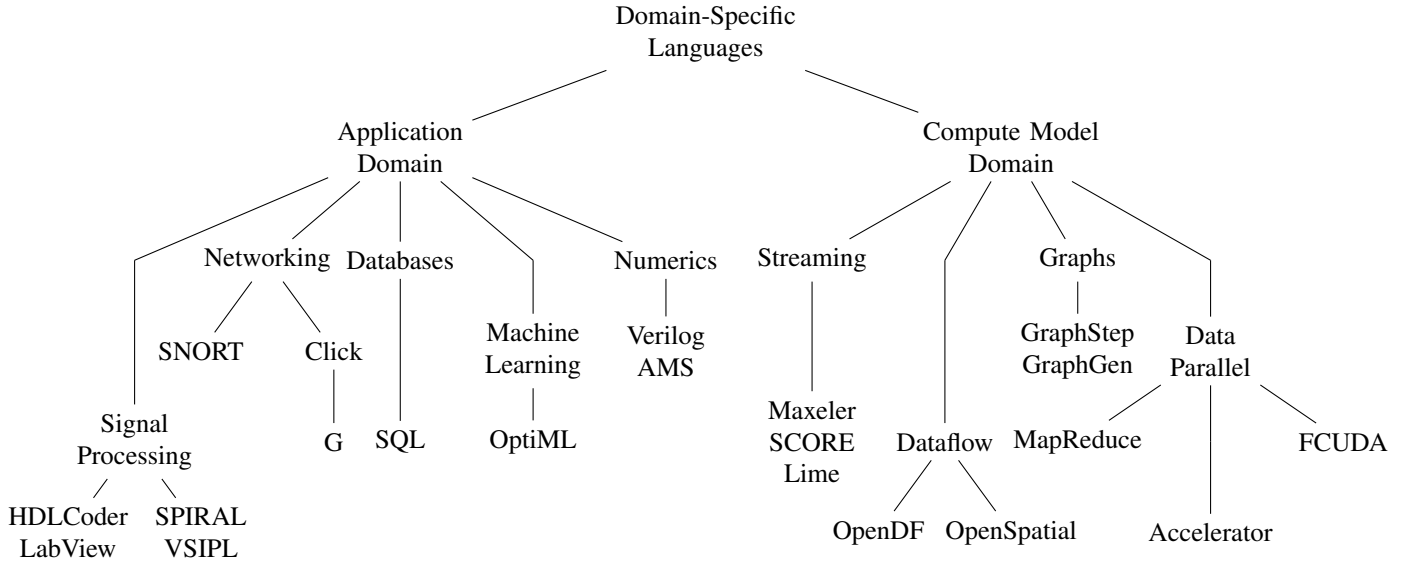 Domain-Specific
Languages
Application
Domain
Compute Model
Domain
Networking
Databases
Numerics
Streaming
Graphs
SNORT
Click
Machine
Learning
Verilog
AMS
GraphStep
GraphGen
Data
Parallel
Signal
Processing
G
SQL
OptiML
Maxeler
SCORE
Lime
Dataflow
MapReduce
FCUDA
HDLCoder
LabView
SPIRAL
VSIPL
OpenDF
OpenSpatial
Accelerator